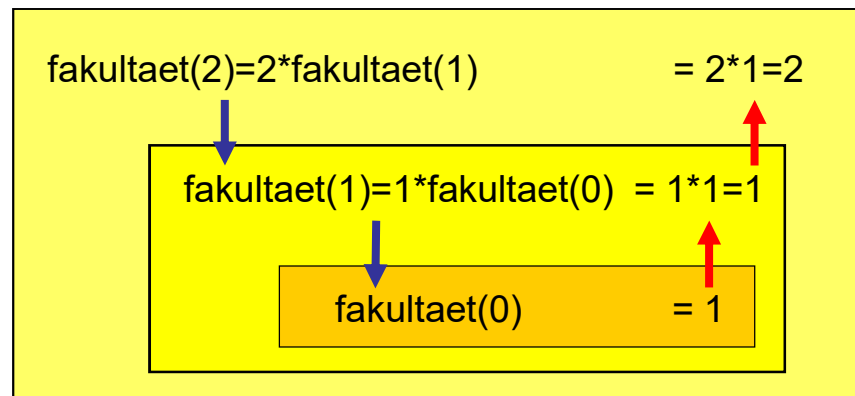 fakultaet(2)=2*fakultaet(1) = 2*1=2
fakultaet(1)=1*fakultaet(0) = 1*1=1
fakultaet(0) = 1